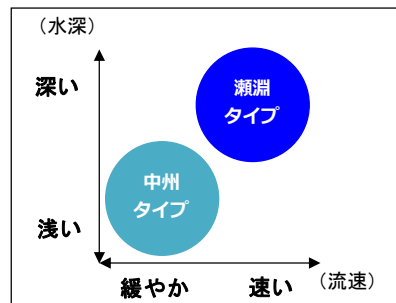 （水深）
深い
瀬淵
タイプ
中州
タイプ
浅い
緩やか
速い
（流速）